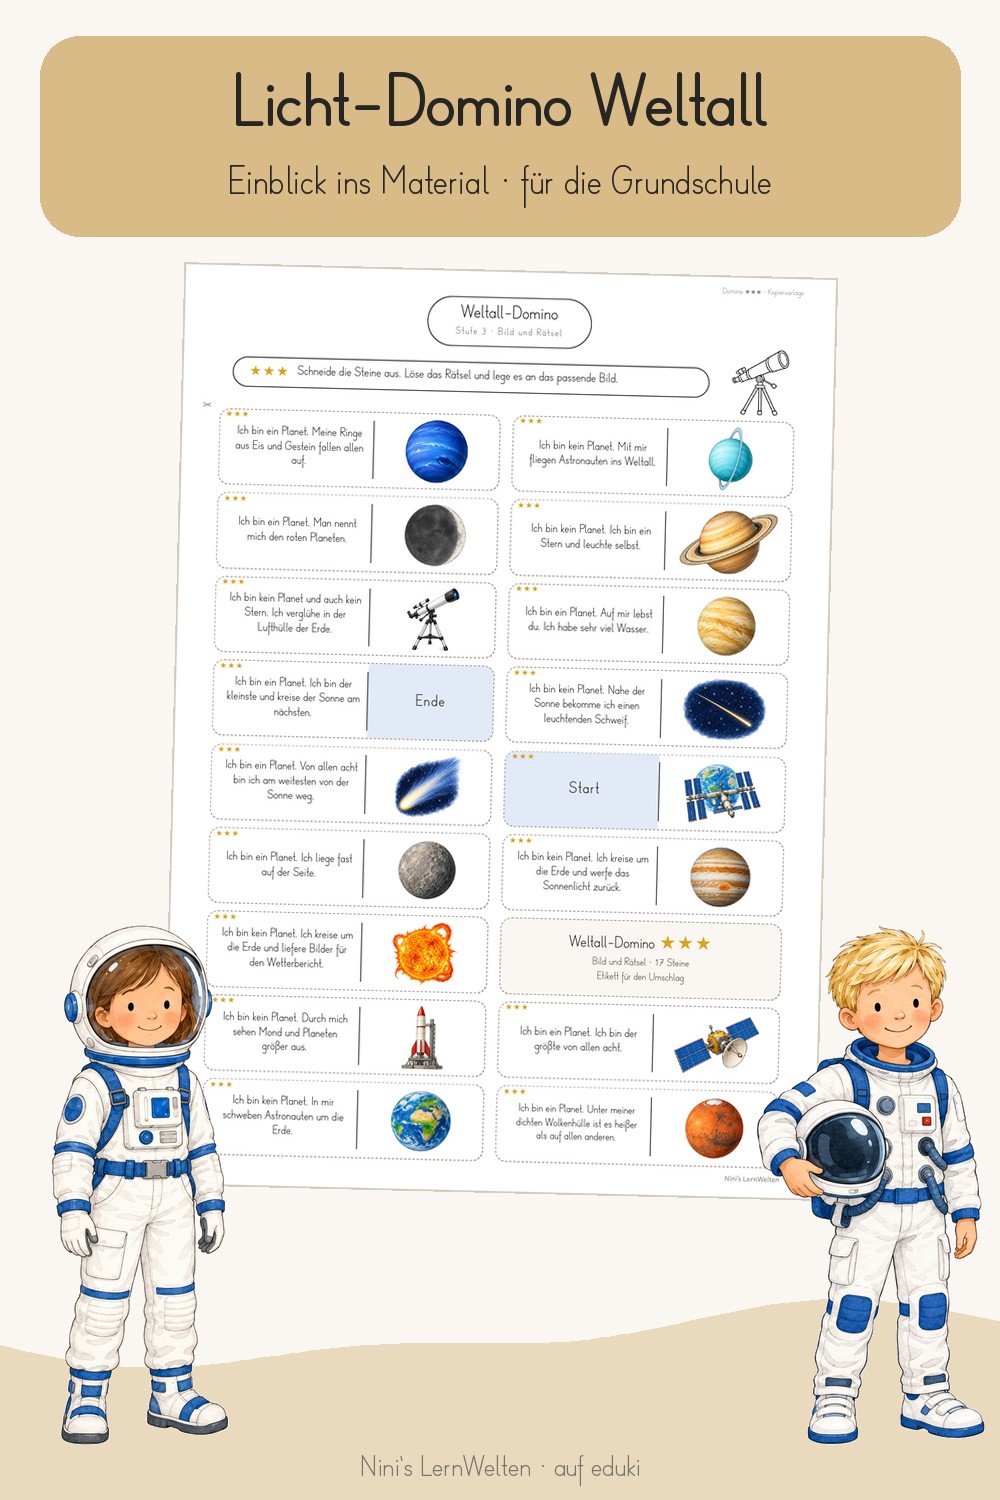 Licht-Domino Weltall
Einblick ins Material · für die Grundschule
Domino ★★★ · Kopiervorlage
Weltall-Domino
Stufe 3 · Bild und Rätsel
★★★ Schneide die Steine aus. Löse das Rätsel und lege es an das passende Bild.
Ich bin ein Planet. Meine Ringe
aus Eis und Gestein fallen allen
auf.
Ich bin kein Planet. Mit mir
fliegen Astronauten ins Weltall.
Ich bin ein Planet. Man nennt
mich den roten Planeten.
Ich bin kein Planet. Ich bin ein
Stern und leuchte selbst.
Ich bin kein Planet und auch kein
Stern. Ich verglühe in der
Lufthülle der Erde.
Ich bin ein Planet. Auf mir lebst
du. Ich habe sehr viel Wasser.
Ich bin ein Planet. Ich bin der
kleinste und kreise der Sonne am
nächsten.
Ende
Ich bin kein Planet. Nahe der
Sonne bekomme ich einen
leuchtenden Schweif.
Ich bin ein Planet. Von allen acht
bin ich am weitesten von der
Sonne weg.
Start
Ich bin ein Planet. Ich liege fast
auf der Seite.
Ich bin kein Planet. Ich kreise um
die Erde und werfe das
Sonnenlicht zurück.
Ich bin kein Planet. Ich kreise um
die Erde und liefere Bilder für
den Wetterbericht.
Weltall-Domino ★★★
Bild und Rätsel · 17 Steine
Etikett für den Umschlag
Ich bin kein Planet. Durch mich
sehen Mond und Planeten
größer aus.
Ich bin ein Planet. Ich bin der
größte von allen acht.
Ich bin kein Planet. In mir
schweben Astronauten um die
Erde.
Ich bin ein Planet. Unter meiner
dichten Wolkenhülle ist es heißer
als auf allen anderen.
Nini's LernWelten
Nini's LernWelten · auf eduki